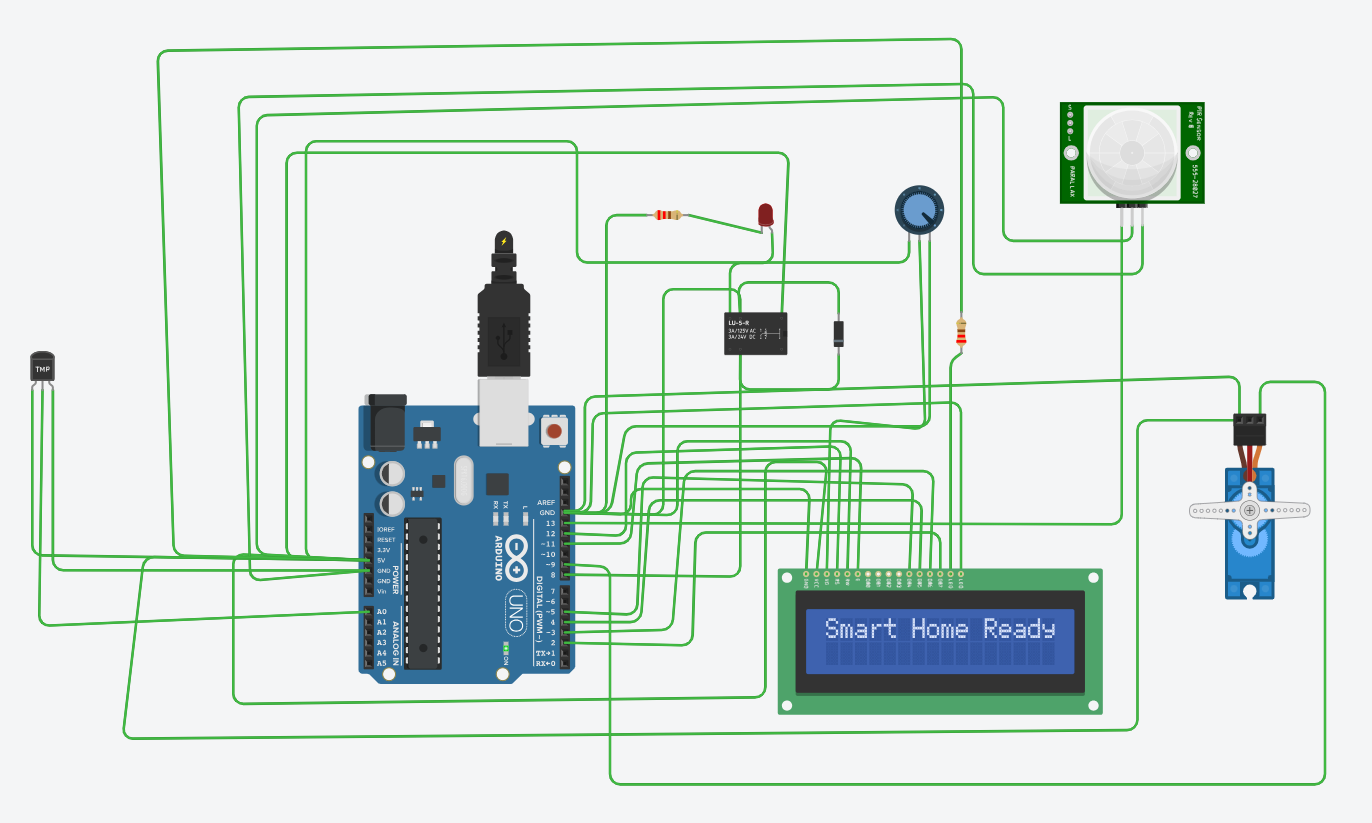 PIR SENSOR
Rev B
555-28027
PARALLAX
TMP
LU-5-R
3A/125V AC
3A/24V DC
AREF
GND
13
12
~11
~10
~9
8
7
~6
~5
4
~3
2
TX→1
RX←0
DIGITAL (PWM~)
IOREF
RESET
3.3V
5V
GND
GND
Vin
POWER
A0
A1
A2
A3
A4
A5
ANALOG IN
RX
TX
L
ARDUINO
UNO
ON
Smart Home Ready